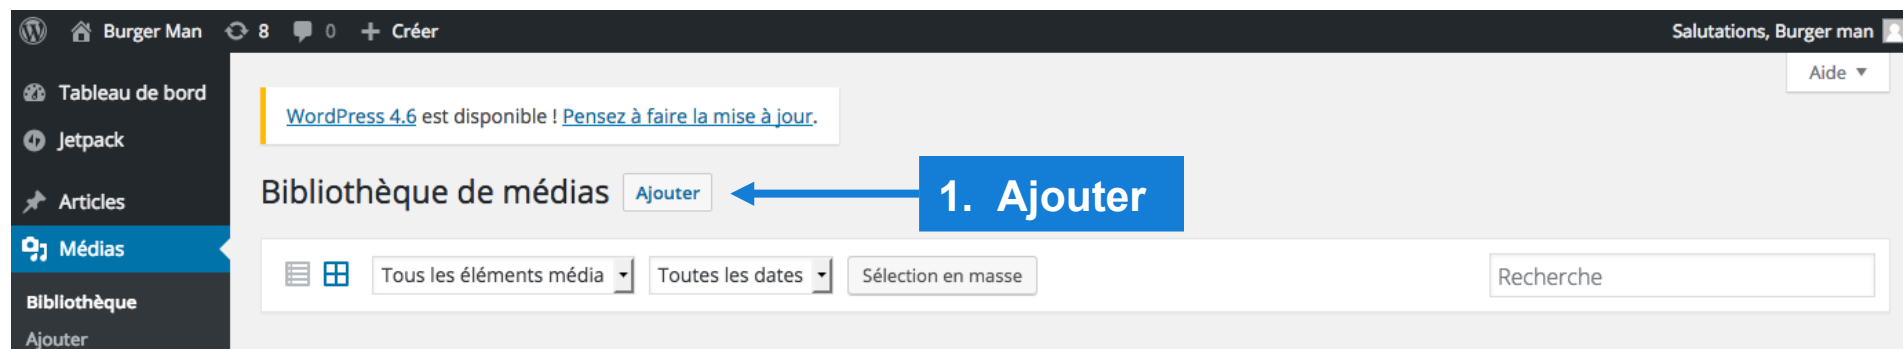 Burger Man 8 0 + Créer Salutations, Burger man
Aide
Tableau de bord
WordPress 4.6 est disponible ! Pensez à faire la mise à jour.
Jetpack
Bibliothèque de médias Ajouter
1. Ajouter
Articles
Médias
Tous les éléments média Toutes les dates Sélection en masse Recherche
Bibliothèque
Ajouter